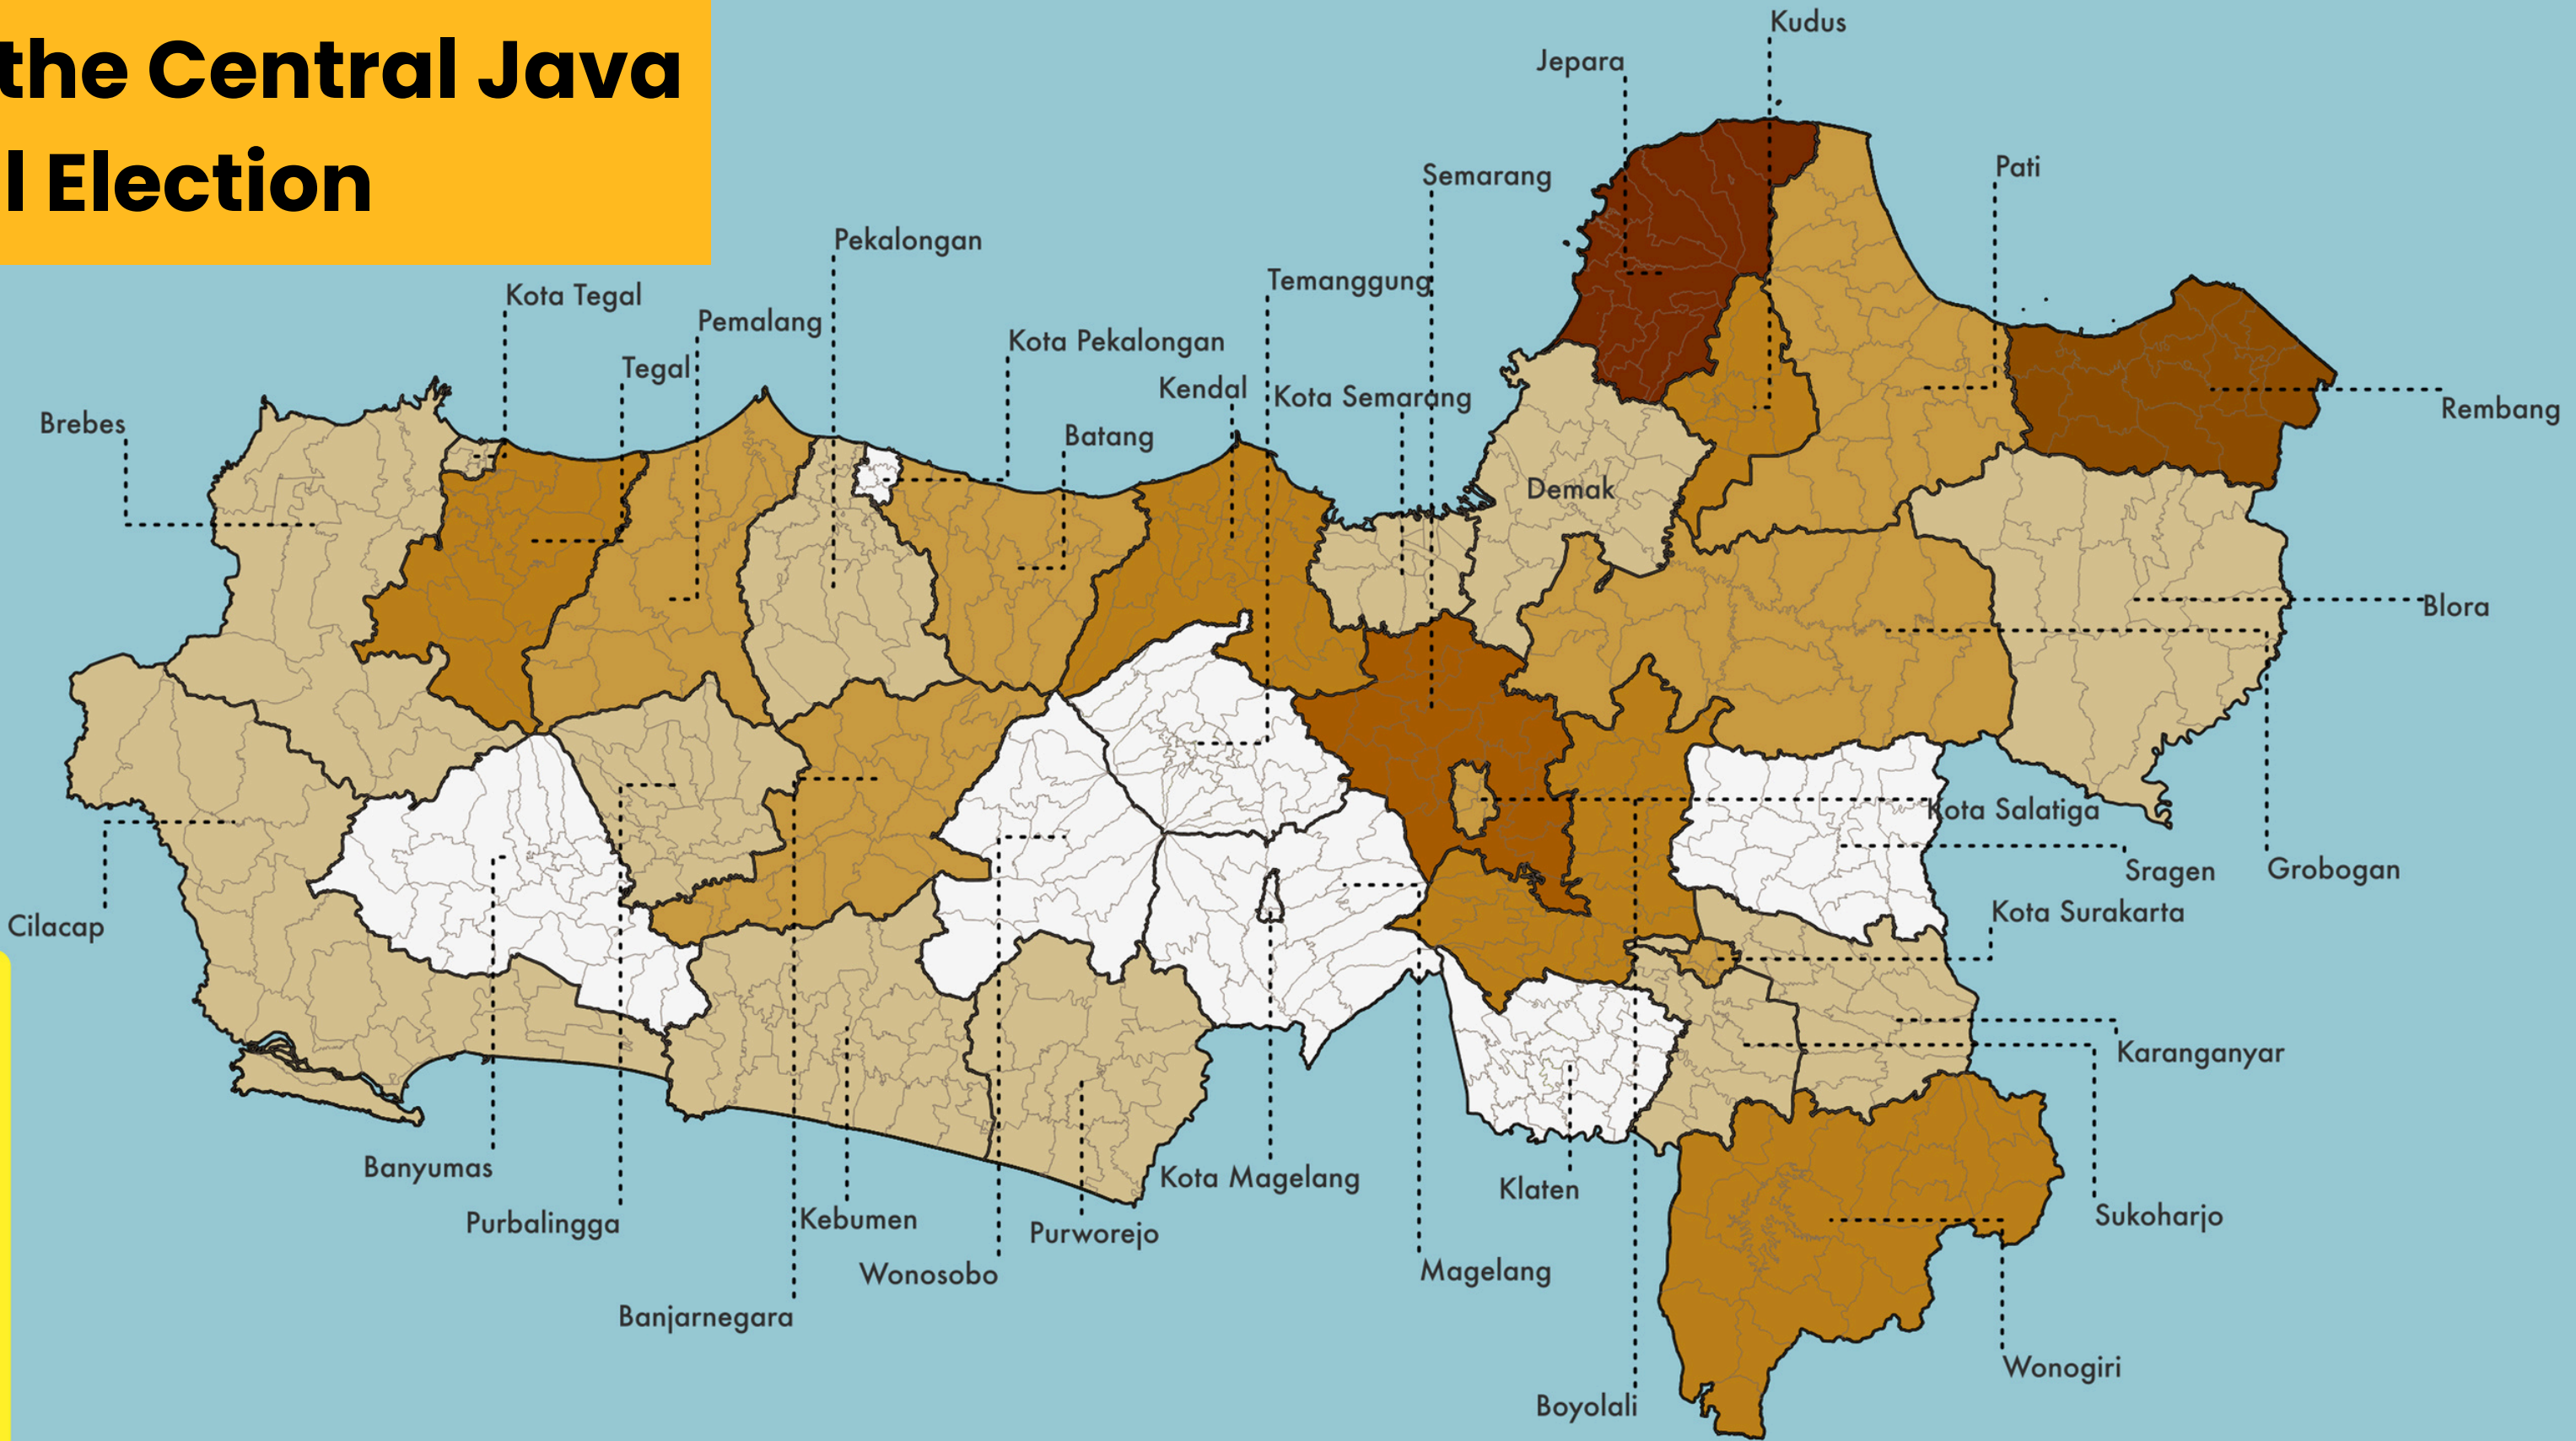 the Central Java
l Election
Kudus
Jepara
Pati
Semarang
Pekalongan
Temanggung
Kota Tegal
Pemalang
Kota Pekalongan
Tegal
Kendal
Kota Semarang
Rembang
Brebes
Batang
Demak
Blora
Kota Salatiga
Sragen
Grobogan
Kota Surakarta
Cilacap
Karanganyar
Banyumas
Kota Magelang
Klaten
Purbalingga
Kebumen
Purworejo
Sukoharjo
Wonosobo
Magelang
Banjarnegara
Wonogiri
Boyolali